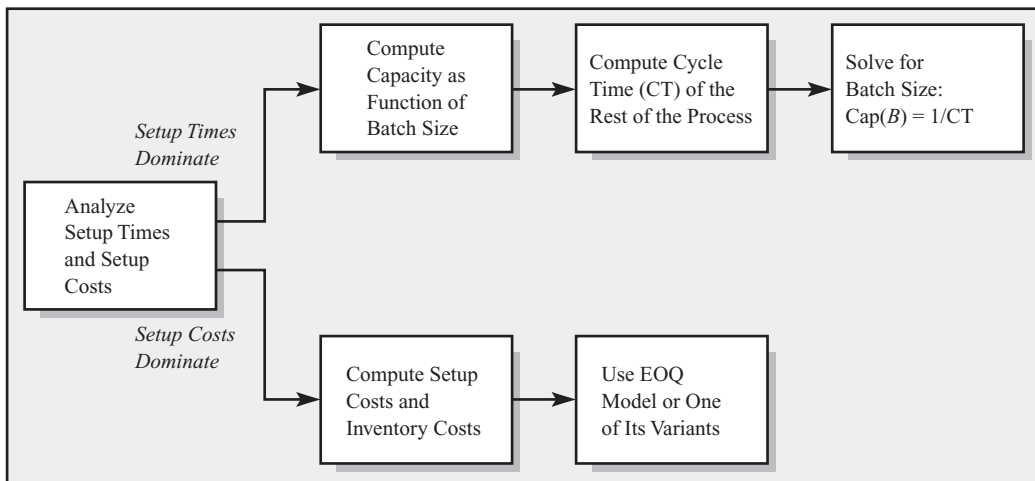 Compute
Capacity as
Function of
Batch Size
Compute Cycle
Time (CT) of the
Rest of the Process
Solve for
Batch Size:
Cap(B) = 1/CT
Setup Times
Dominate
Analyze
Setup Times
and Setup
Costs
Setup Costs
Dominate
Compute Setup
Costs and
Inventory Costs
Use EOQ
Model or One
of Its Variants